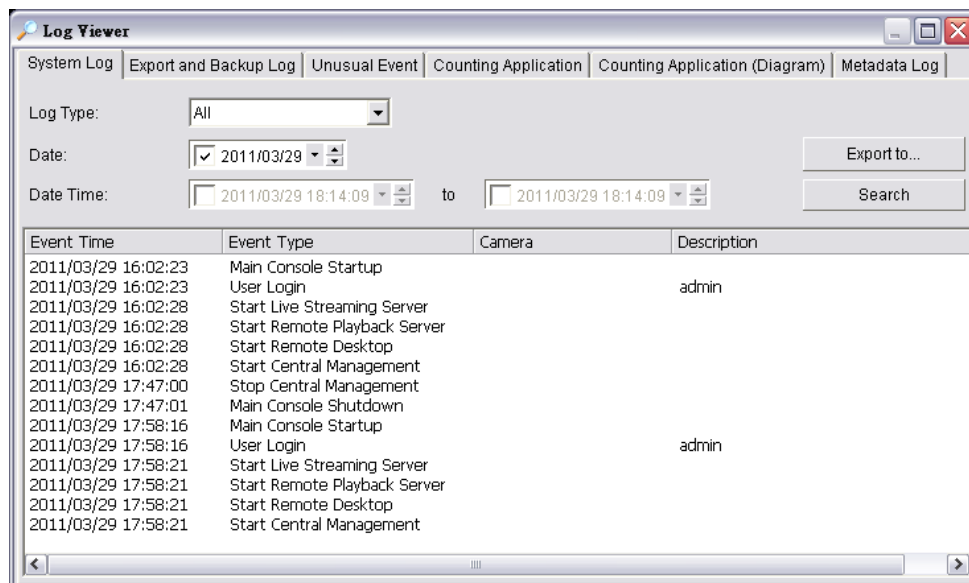 Log Viewer
System Log Export and Backup Log Unusual Event Counting Application Counting Application (Diagram) Metadata Log
Log Type: All
Date: 2011/03/29 Export to...
Date Time: 2011/03/29 18:14:09 to 2011/03/29 18:14:09 Search
Event Time Event Type Camera Description
2011/03/29 16:02:23 Main Console Startup
2011/03/29 16:02:23 User Login admin
2011/03/29 16:02:28 Start Live Streaming Server
2011/03/29 16:02:28 Start Remote Playback Server
2011/03/29 16:02:28 Start Remote Desktop
2011/03/29 16:02:28 Start Central Management
2011/03/29 17:47:00 Stop Central Management
2011/03/29 17:47:01 Main Console Shutdown
2011/03/29 17:58:16 Main Console Startup
2011/03/29 17:58:16 User Login admin
2011/03/29 17:58:21 Start Live Streaming Server
2011/03/29 17:58:21 Start Remote Playback Server
2011/03/29 17:58:21 Start Remote Desktop
2011/03/29 17:58:21 Start Central Management